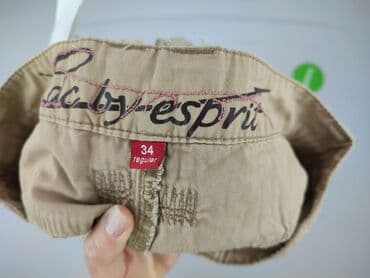 edc by esprit
34
regular